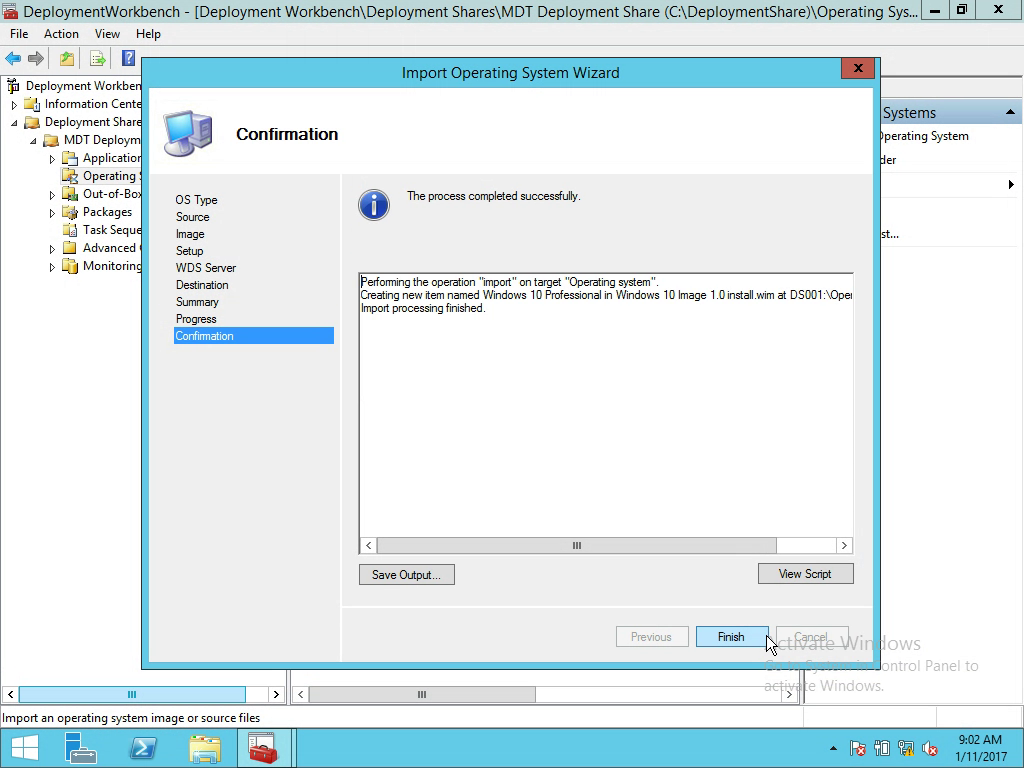 DeploymentWorkbench - [Deployment Workbench\Deployment Shares\MDT Deployment Share (C:\DeploymentShare)\Operating Sys...
File Action View Help
Import Operating System Wizard
Deployment Workben
Information Cente
Deployment Share
MDT Deploym
Application
Operating S
Out-of-Box
Packages
Task Seque
Advanced
Monitoring
Confirmation
OS Type
Source
Image
Setup
WDS Server
Destination
Summary
Progress
Confirmation
The process completed successfully.
Performing the operation "import" on target "Operating system".
Creating new item named Windows 10 Professional in Windows 10 Image 1.0 install.wim at DS001:\Oper
Import processing finished.
Save Output...
View Script
Previous
Finish
Cancel
Systems
Operating System
der
st...
Activate Windows
Go to System in Control Panel to
activate Windows.
Import an operating system image or source files
9:02 AM
1/11/2017